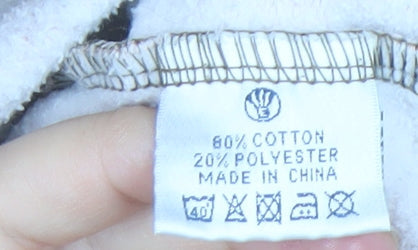 E
80% COTTON
20% POLYESTER
MADE IN CHINA
40